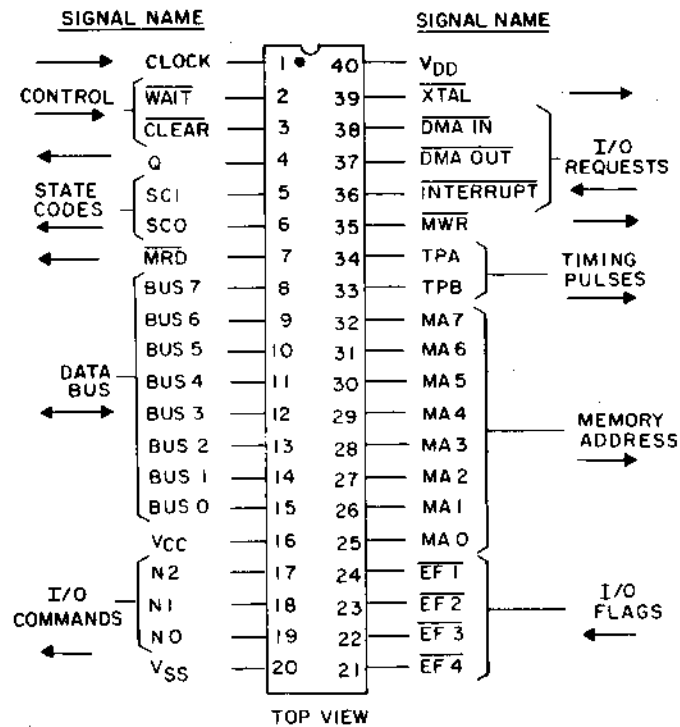 SIGNAL NAME SIGNAL NAME
CLOCK 1 40 VDD
CONTROL WAIT 2 39 XTAL
CLEAR 3 38 DMA IN
Q 4 37 DMA OUT I/O REQUESTS
STATE CODES SC1 5 36 INTERRUPT
SC0 6 35 MWR
MRD 7 34 TPA TIMING PULSES
BUS 7 8 33 TPB
BUS 6 9 32 MA7
BUS 5 10 31 MA6
DATA BUS BUS 4 11 30 MA5
BUS 3 12 29 MA4 MEMORY ADDRESS
BUS 2 13 28 MA3
BUS 1 14 27 MA2
BUS 0 15 26 MA1
VCC 16 25 MA0
I/O COMMANDS N2 17 24 EF1
N1 18 23 EF2 I/O FLAGS
N0 19 22 EF3
VSS 20 21 EF4
TOP VIEW